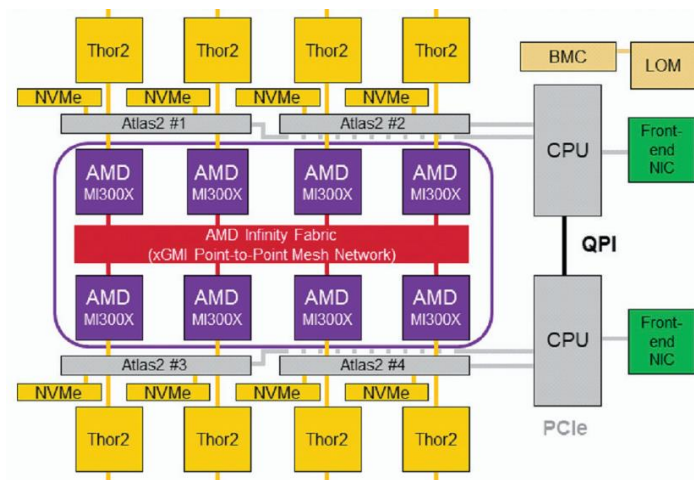 Thor2 Thor2 Thor2 Thor2
BMC LOM
NVMe NVMe NVMe NVMe
Atlas2 #1 Atlas2 #2
CPU
Front-
end
NIC
AMD AMD AMD AMD
MI300X MI300X MI300X MI300X
AMD Infinity Fabric
(xGMI Point-to-Point Mesh Network)
QPI
AMD AMD AMD AMD
MI300X MI300X MI300X MI300X
CPU
Front-
end
NIC
Atlas2 #3 Atlas2 #4
NVMe NVMe NVMe NVMe
Thor2 Thor2 Thor2 Thor2
PCIe